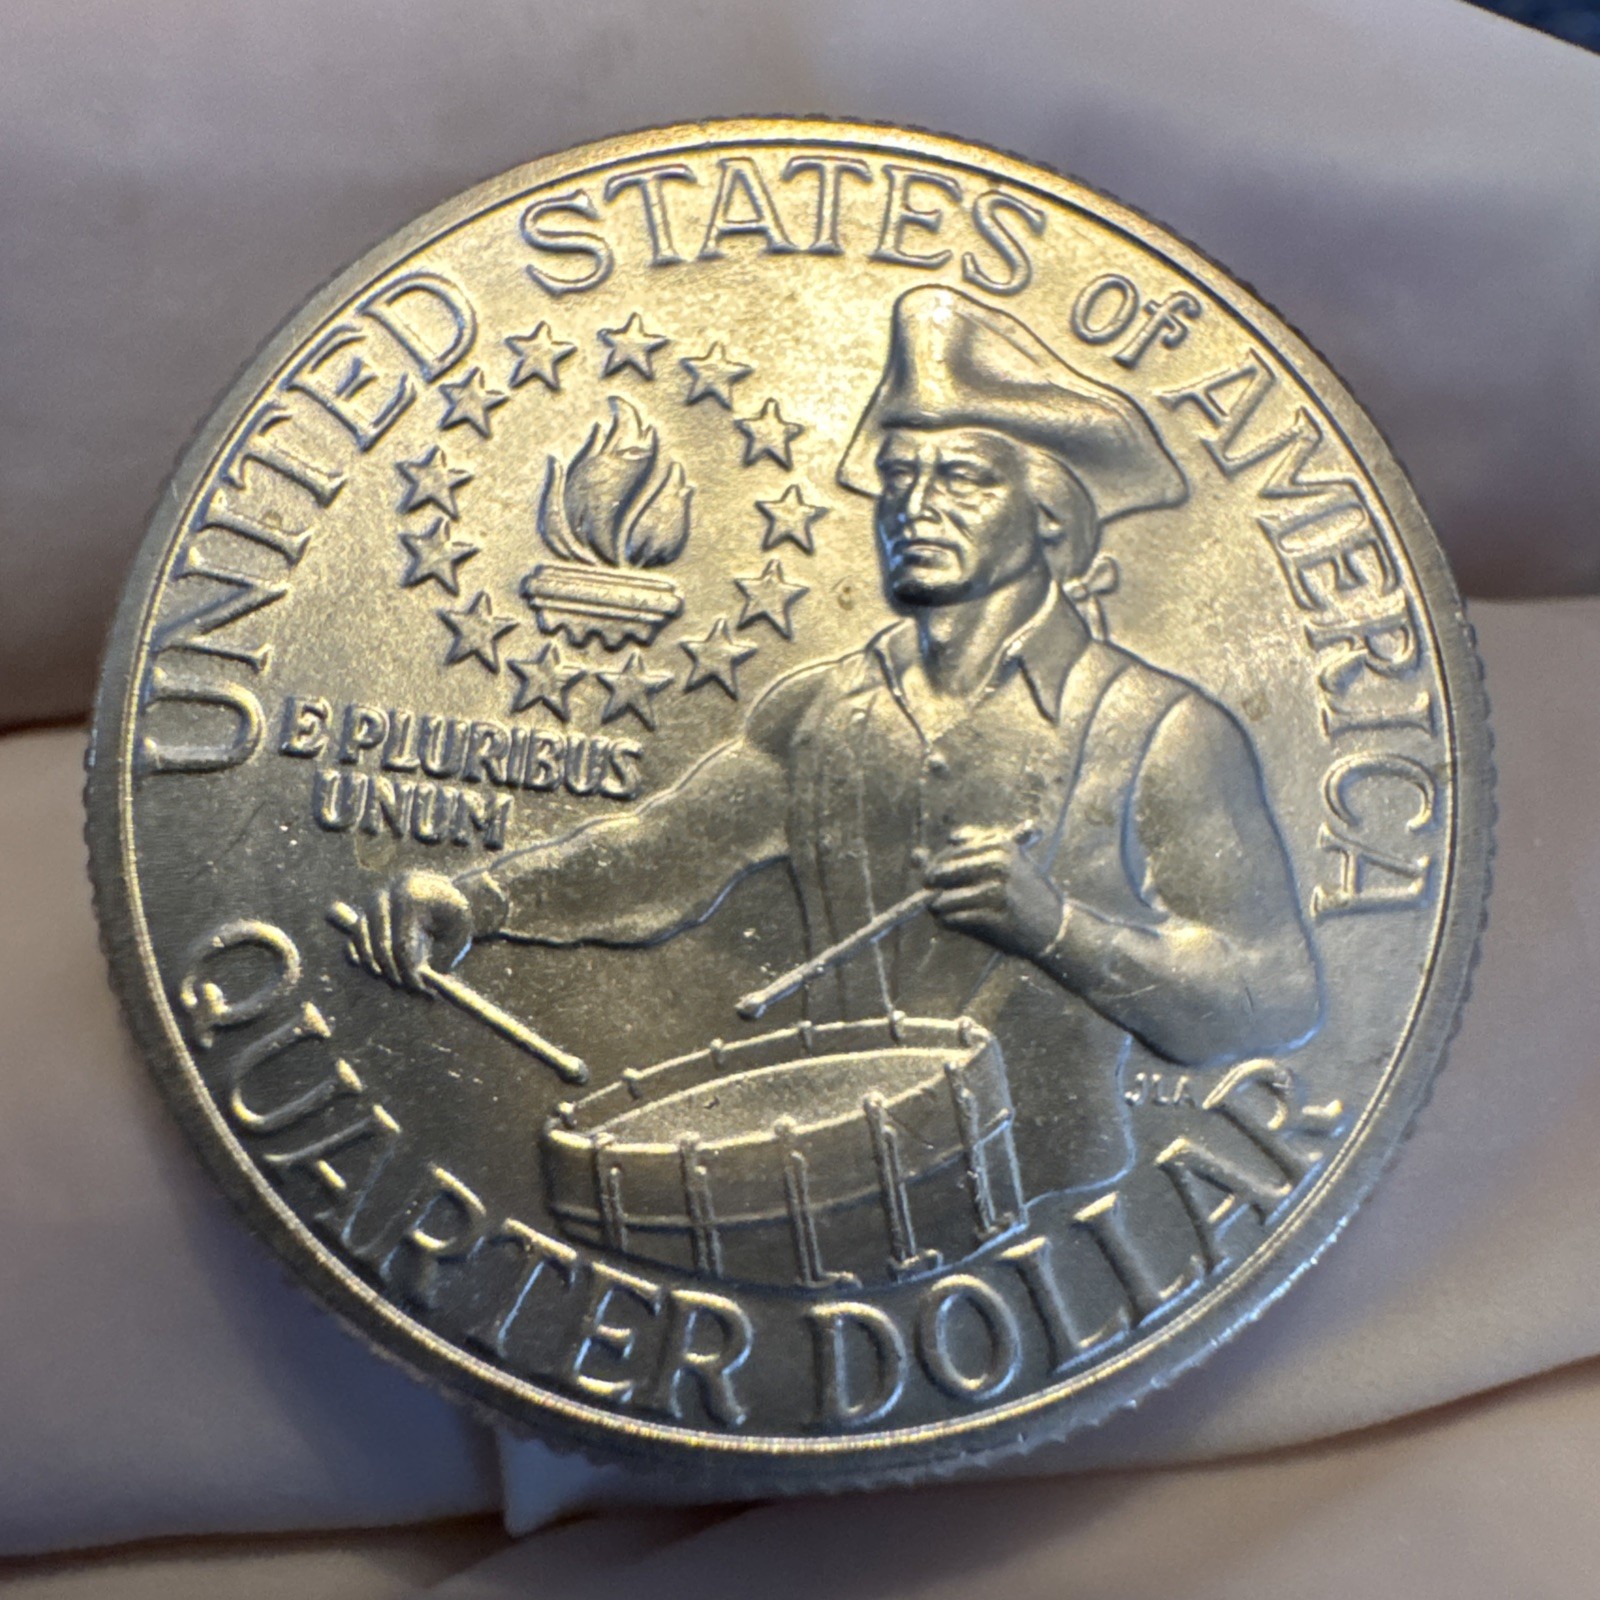 UNITED STATES of AMERICA
E PLURIBUS
UNUM
JLA
QUARTER DOLLAR